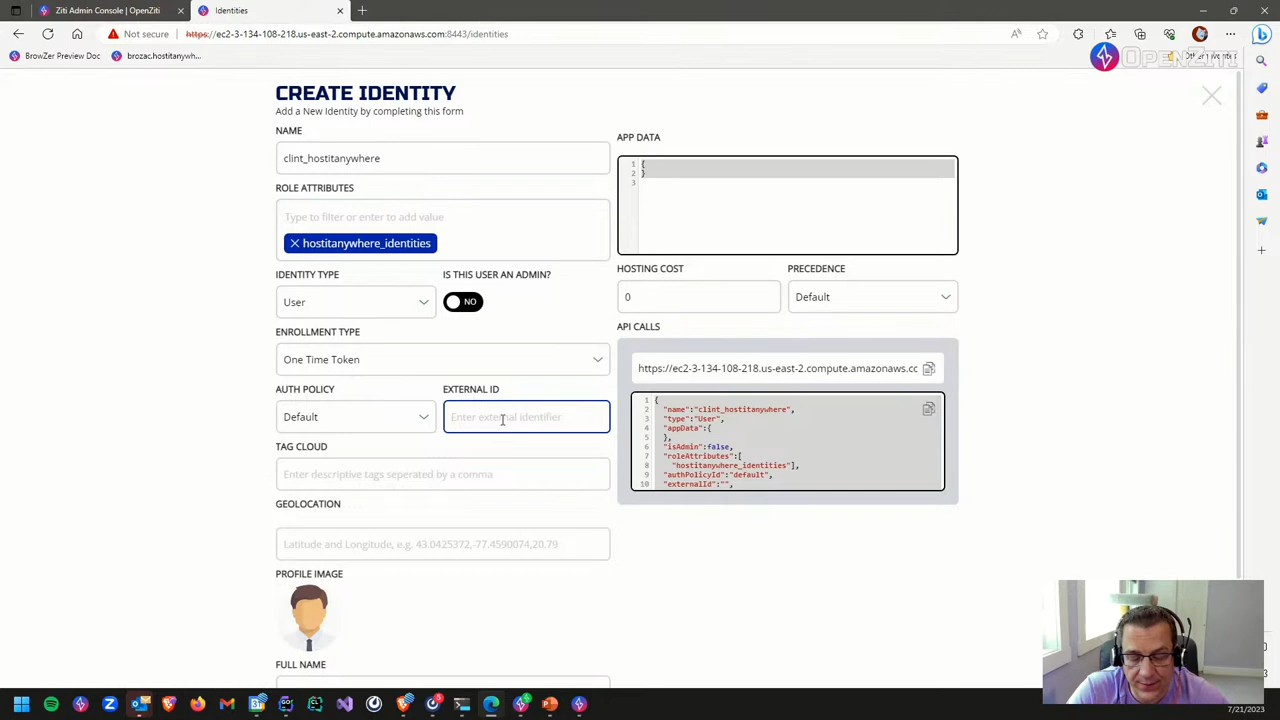 Ziti Admin Console | OpenZiti
Identities
Not secure
https://ec2-3-134-108-218.us-east-2.compute.amazonaws.com:8443/identities
BrowZer Preview Doc
brozac.hostitanywh...
OPENZITI
CREATE IDENTITY
Add a New Identity by completing this form
NAME
clint_hostitanywhere
ROLE ATTRIBUTES
Type to filter or enter to add value
hostitanywhere_identities
IDENTITY TYPE
IS THIS USER AN ADMIN?
User
NO
ENROLLMENT TYPE
One Time Token
AUTH POLICY
EXTERNAL ID
Default
Enter external identifier
TAG CLOUD
Enter descriptive tags seperated by a comma
GEOLOCATION
Latitude and Longitude, e.g. 43.0425372,-77.4590074,20.79
PROFILE IMAGE
FULL NAME
APP DATA
1 {
2 }
3
HOSTING COST
PRECEDENCE
0
Default
API CALLS
https://ec2-3-134-108-218.us-east-2.compute.amazonaws.cc
1 {
2 "name":"clint_hostitanywhere",
3 "type":"User",
4 "appData":{
5 },
6 "isAdmin":false,
7 "roleAttributes":[
8 "hostitanywhere_identities"],
9 "authPolicyId":"default",
10 "externalId":"",
7/21/2023